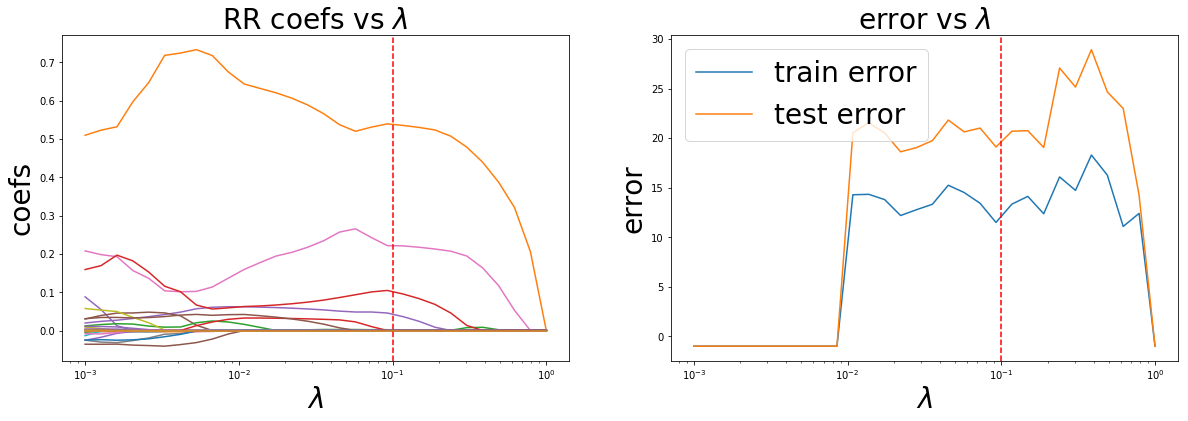 RR coefs vs λ
coefs
0.7
0.6
0.5
0.4
0.3
0.2
0.1
0.0
10⁻³
10⁻²
10⁻¹
10⁰
λ
error vs λ
error
30
25
20
15
10
5
0
train error
test error
10⁻³
10⁻²
10⁻¹
10⁰
λ